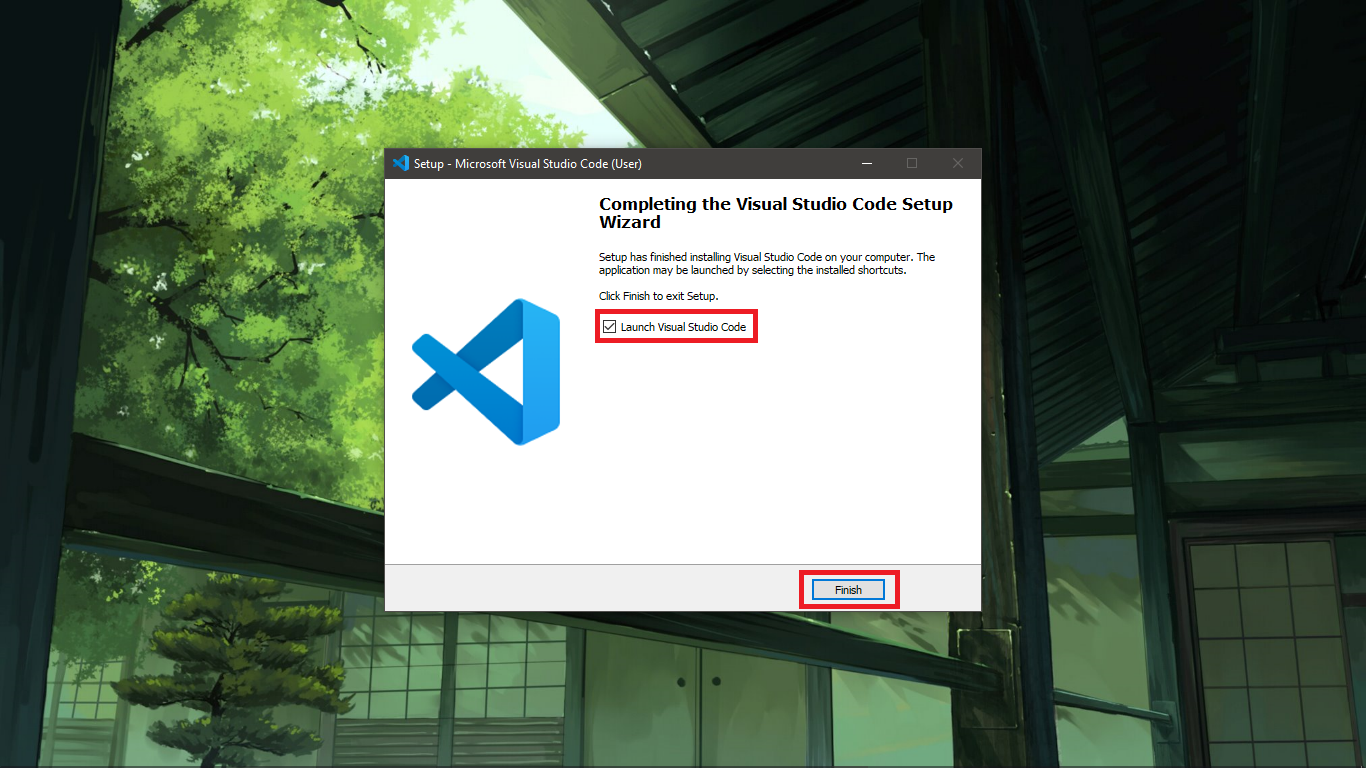 Setup - Microsoft Visual Studio Code (User)
Completing the Visual Studio Code Setup
Wizard
Setup has finished installing Visual Studio Code on your computer. The
application may be launched by selecting the installed shortcuts.
Click Finish to exit Setup.
Launch Visual Studio Code
Finish